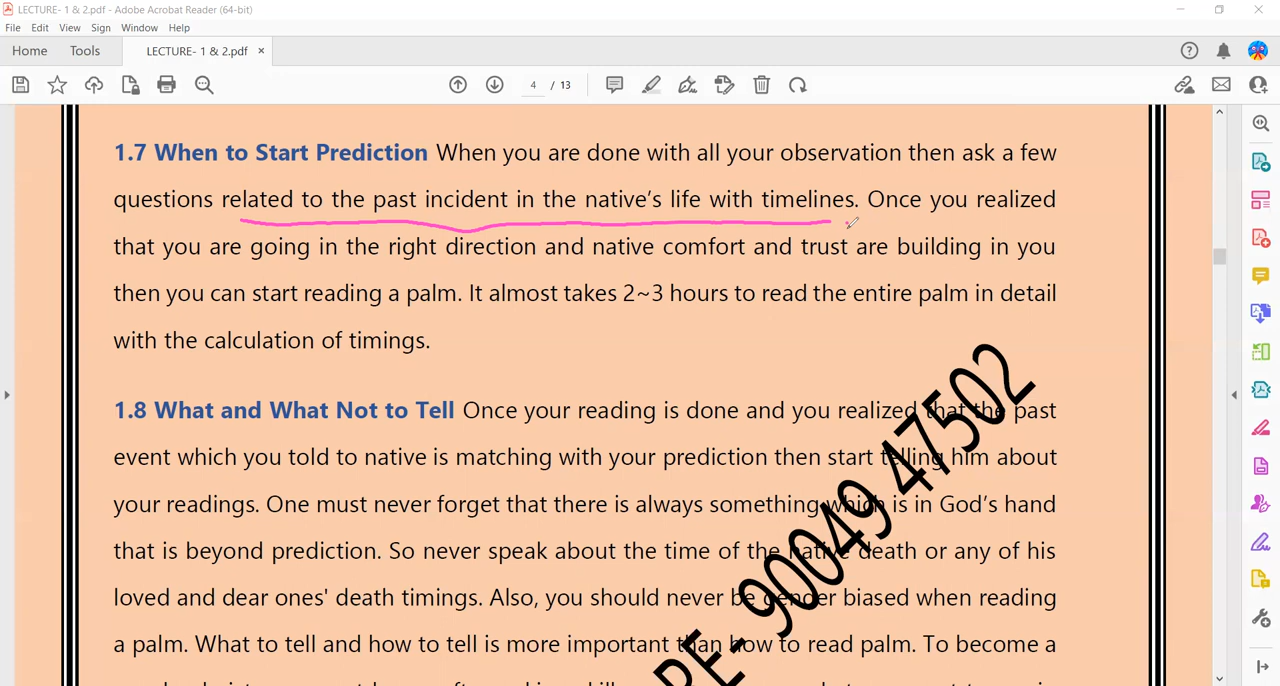 LECTURE- 1 & 2.pdf - Adobe Acrobat Reader (64-bit)
File Edit View Sign Window Help
Home Tools LECTURE- 1 & 2.pdf ×
4 / 13
1.7 When to Start Prediction When you are done with all your observation then ask a few
questions related to the past incident in the native's life with timelines. Once you realized
that you are going in the right direction and native comfort and trust are building in you
then you can start reading a palm. It almost takes 2~3 hours to read the entire palm in detail
with the calculation of timings.
1.8 What and What Not to Tell Once your reading is done and you realized that the past
event which you told to native is matching with your prediction then start telling him about
your readings. One must never forget that there is always something which is in God's hand
that is beyond prediction. So never speak about the time of the native death or any of his
loved and dear ones' death timings. Also, you should never be gender biased when reading
a palm. What to tell and how to tell is more important than how to read palm. To become a
RE- 90049 47502